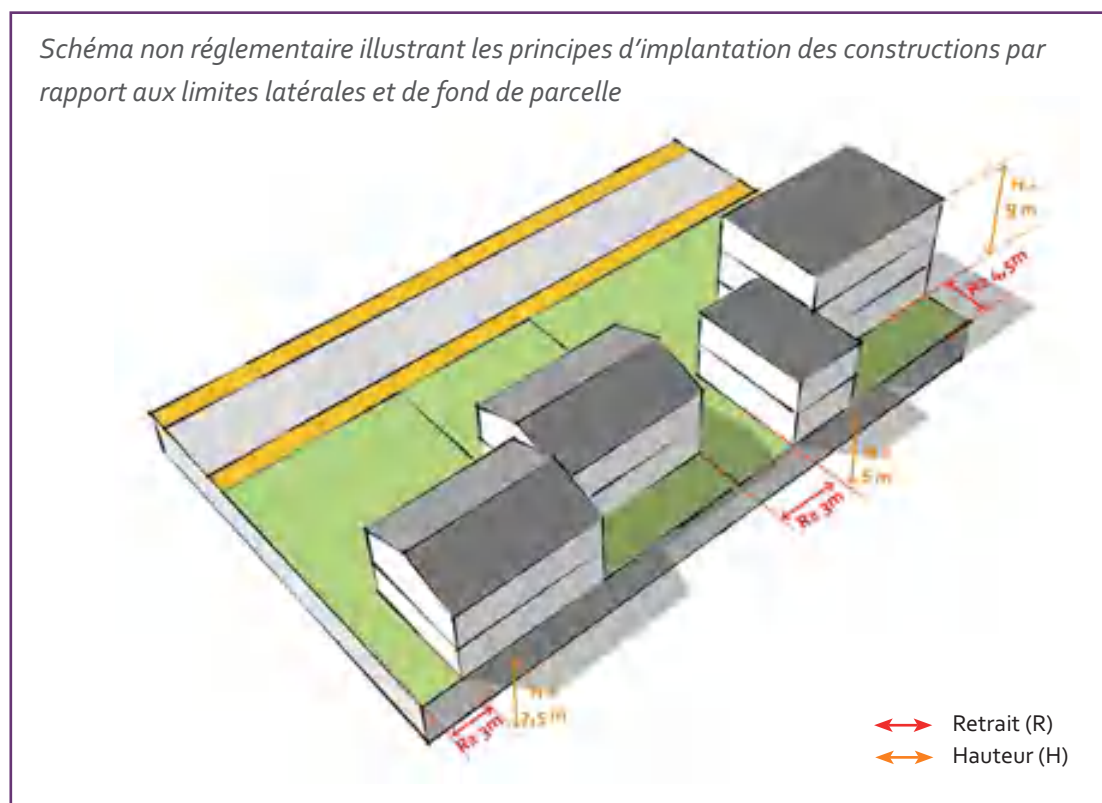 Schéma non réglementaire illustrant les principes d'implantation des constructions par
rapport aux limites latérales et de fond de parcelle
H =
9 m
R≥ 4,5m
5 m
R≥ 3m
H =
7,5 m
R≥ 3m
Retrait (R)
Hauteur (H)